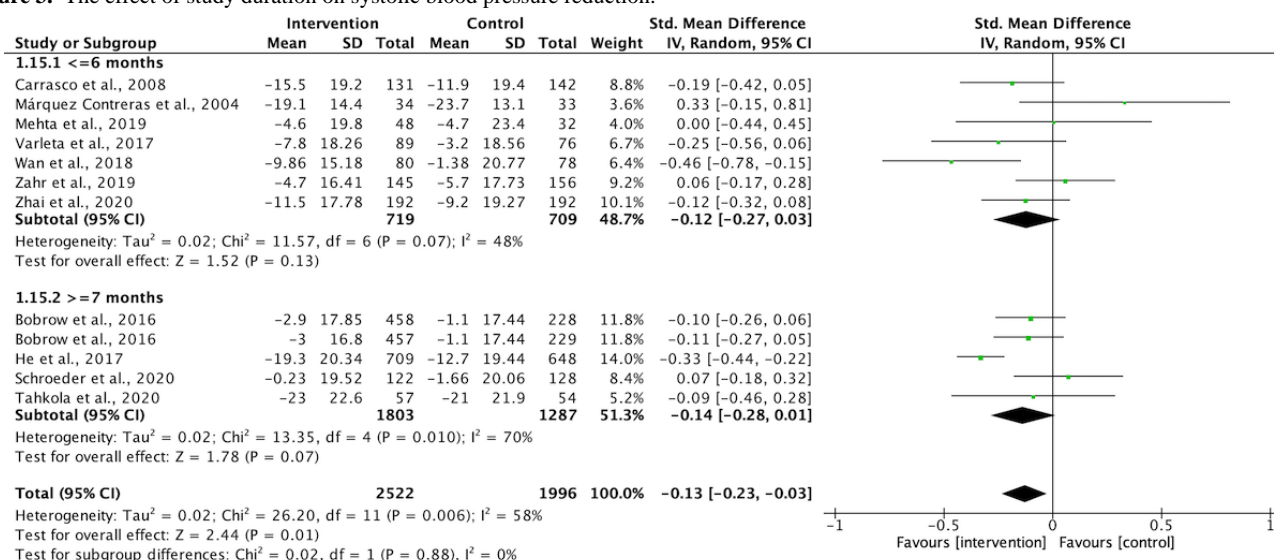 Figure 3. The effect of study duration on systolic blood pressure reduction.
Intervention Control Std. Mean Difference Std. Mean Difference
Study or Subgroup Mean SD Total Mean SD Total Weight IV, Random, 95% CI IV, Random, 95% CI
1.15.1 <=6 months
Carrasco et al., 2008 −15.5 19.2 131 −11.9 19.4 142 8.8% −0.19 [−0.42, 0.05]
Márquez Contreras et al., 2004 −19.1 14.4 34 −23.7 13.1 33 3.6% 0.33 [−0.15, 0.81]
Mehta et al., 2019 −4.6 19.8 48 −4.7 23.4 32 4.0% 0.00 [−0.44, 0.45]
Varleta et al., 2017 −7.8 18.26 89 −3.2 18.56 76 6.7% −0.25 [−0.56, 0.06]
Wan et al., 2018 −9.86 15.18 80 −1.38 20.77 78 6.4% −0.46 [−0.78, −0.15]
Zahr et al., 2019 −4.7 16.41 145 −5.7 17.73 156 9.2% 0.06 [−0.17, 0.28]
Zhai et al., 2020 −11.5 17.78 192 −9.2 19.27 192 10.1% −0.12 [−0.32, 0.08]
Subtotal (95% CI) 719 709 48.7% −0.12 [−0.27, 0.03]
Heterogeneity: Tau² = 0.02; Chi² = 11.57, df = 6 (P = 0.07); I² = 48%
Test for overall effect: Z = 1.52 (P = 0.13)
1.15.2 >=7 months
Bobrow et al., 2016 −2.9 17.85 458 −1.1 17.44 228 11.8% −0.10 [−0.26, 0.06]
Bobrow et al., 2016 −3 16.8 457 −1.1 17.44 229 11.8% −0.11 [−0.27, 0.05]
He et al., 2017 −19.3 20.34 709 −12.7 19.44 648 14.0% −0.33 [−0.44, −0.22]
Schroeder et al., 2020 −0.23 19.52 122 −1.66 20.06 128 8.4% 0.07 [−0.18, 0.32]
Tahkola et al., 2020 −23 22.6 57 −21 21.9 54 5.2% −0.09 [−0.46, 0.28]
Subtotal (95% CI) 1803 1287 51.3% −0.14 [−0.28, 0.01]
Heterogeneity: Tau² = 0.02; Chi² = 13.35, df = 4 (P = 0.010); I² = 70%
Test for overall effect: Z = 1.78 (P = 0.07)
Total (95% CI) 2522 1996 100.0% −0.13 [−0.23, −0.03]
Heterogeneity: Tau² = 0.02; Chi² = 26.20, df = 11 (P = 0.006); I² = 58%
−1 −0.5 0 0.5 1
Test for overall effect: Z = 2.44 (P = 0.01)
Favours [intervention] Favours [control]
Test for subgroup differences: Chi² = 0.02, df = 1 (P = 0.88), I² = 0%